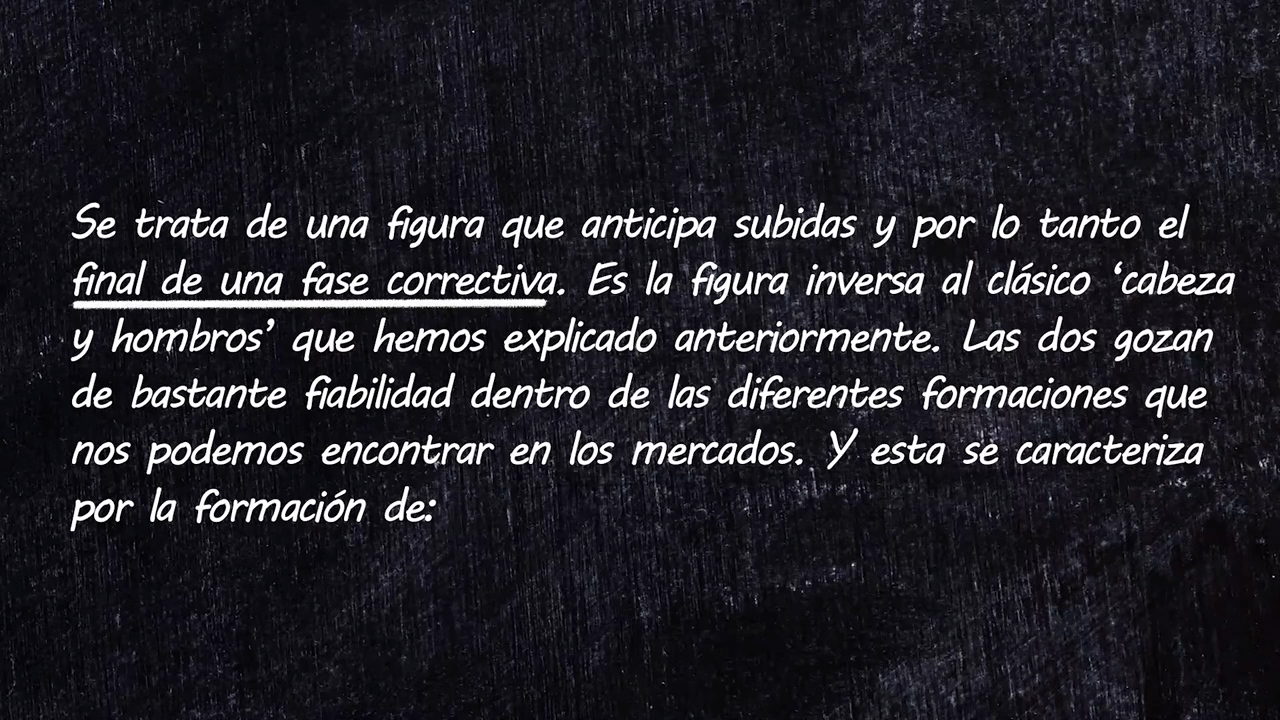 Se trata de una figura que anticipa subidas y por lo tanto el
final de una fase correctiva. Es la figura inversa al clásico ‘cabeza
y hombros’ que hemos explicado anteriormente. Las dos gozan
de bastante fiabilidad dentro de las diferentes formaciones que
nos podemos encontrar en los mercados. Y esta se caracteriza
por la formación de: